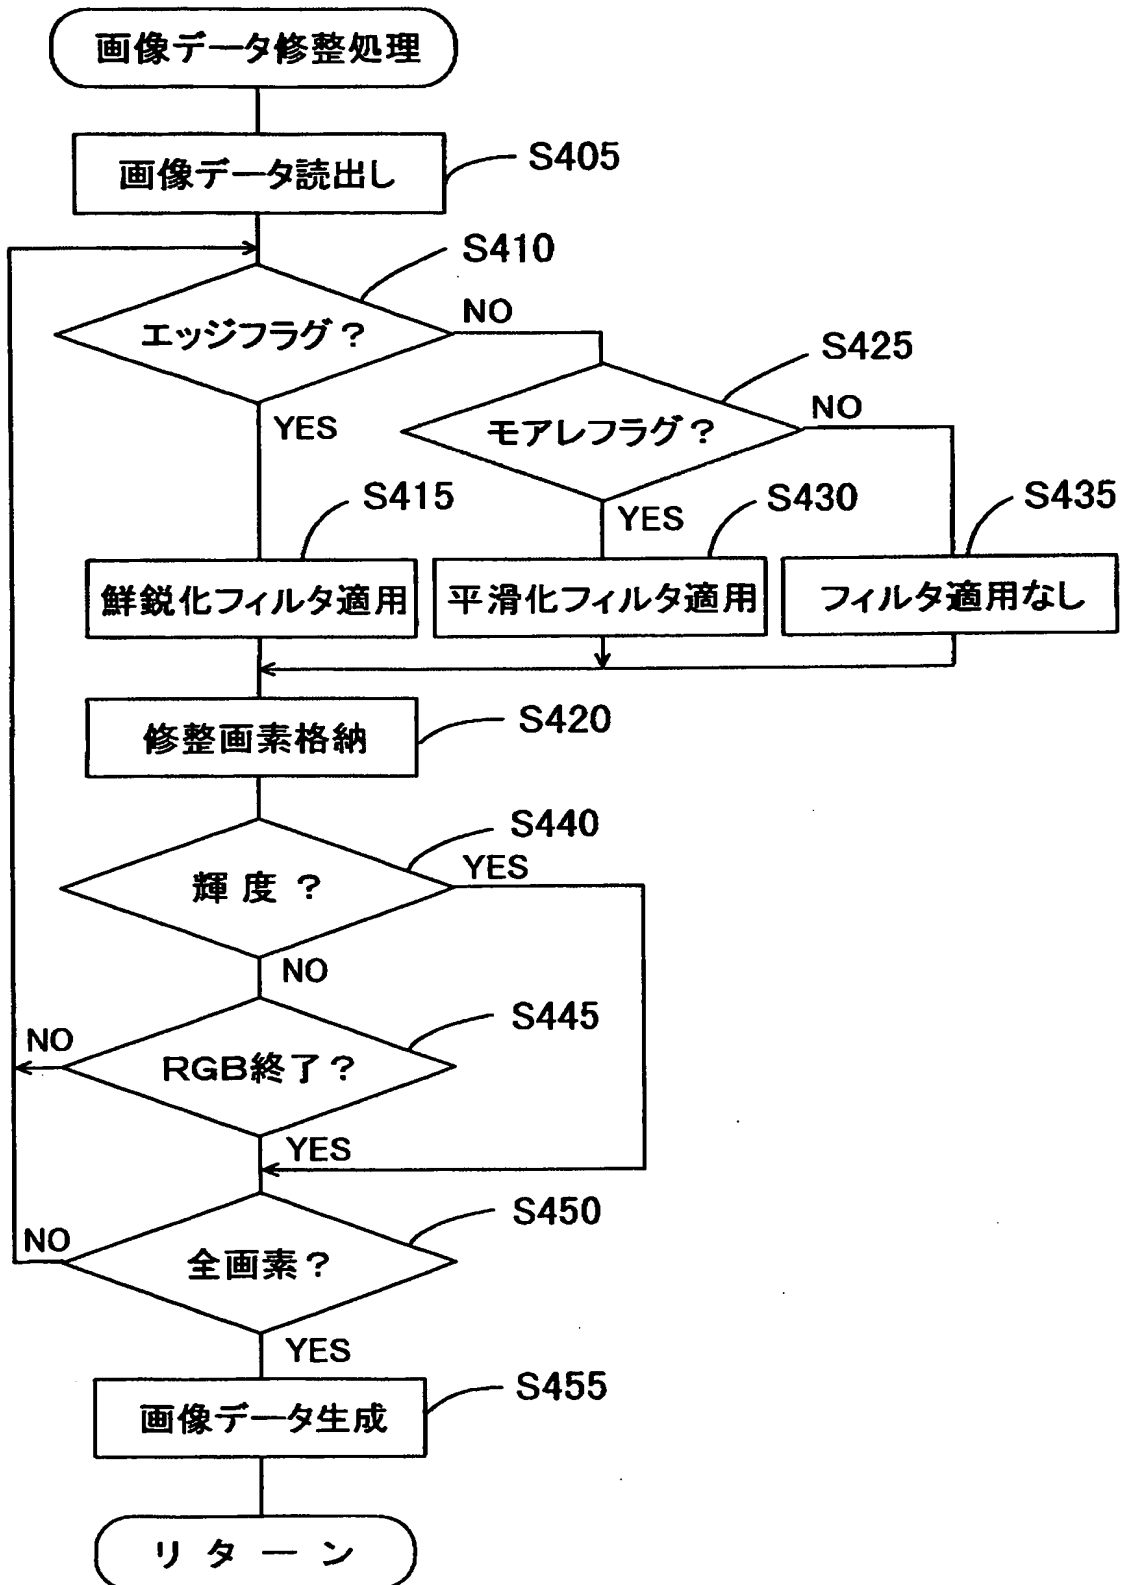 画像データ修整処理
画像データ読出し
S405
S410
エッジフラグ？
NO
YES
S425
モアレフラグ？
NO
YES
S415
鮮鋭化フィルタ適用
S430
平滑化フィルタ適用
S435
フィルタ適用なし
修整画素格納
S420
S440
輝度？
YES
NO
S445
RGB終了？
NO
YES
S450
全画素？
NO
YES
S455
画像データ生成
リターン